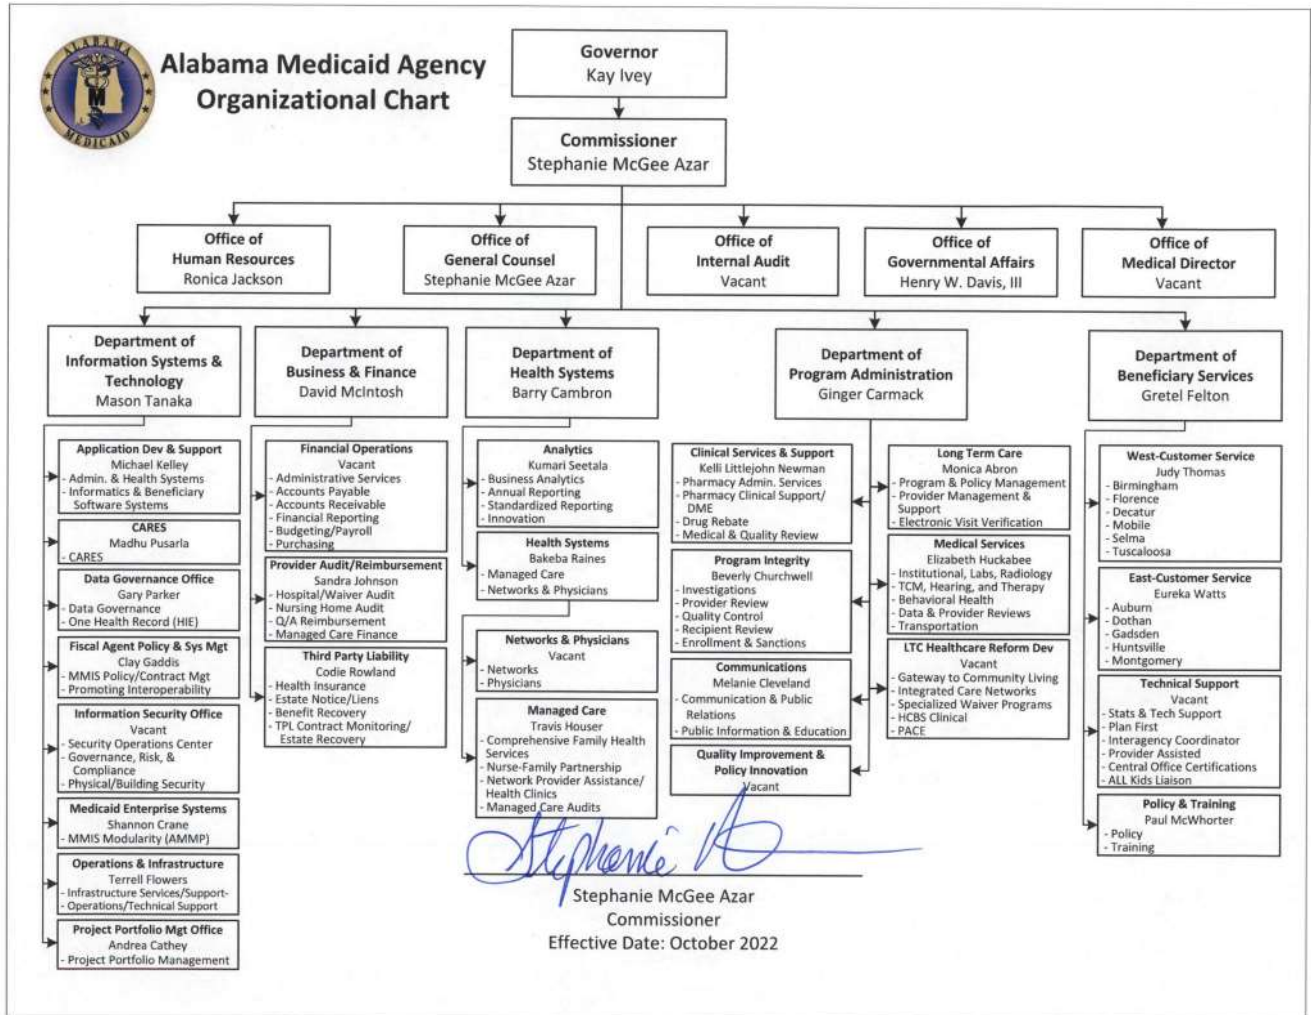 ALABAMA
MEDICAID
M
Alabama Medicaid Agency
Organizational Chart
Governor
Kay Ivey
Commissioner
Stephanie McGee Azar
Office of
Human Resources
Ronica Jackson
Office of
General Counsel
Stephanie McGee Azar
Office of
Internal Audit
Vacant
Office of
Governmental Affairs
Henry W. Davis, III
Office of
Medical Director
Vacant
Department of
Information Systems &
Technology
Mason Tanaka
Department of
Business & Finance
David McIntosh
Department of
Health Systems
Barry Cambron
Department of
Program Administration
Ginger Carmack
Department of
Beneficiary Services
Gretel Felton
Application Dev & Support
Michael Kelley
- Admin. & Health Systems
- Informatics & Beneficiary
Software Systems
CARES
Madhu Pusarla
- CARES
Data Governance Office
Gary Parker
- Data Governance
- One Health Record (HIE)
Fiscal Agent Policy & Sys Mgt
Clay Gaddis
- MMIS Policy/Contract Mgt
- Promoting Interoperability
Information Security Office
Vacant
- Security Operations Center
- Governance, Risk, &
Compliance
- Physical/Building Security
Medicaid Enterprise Systems
Shannon Crane
- MMIS Modularity (AMMP)
Operations & Infrastructure
Terrell Flowers
- Infrastructure Services/Support-
- Operations/Technical Support
Project Portfolio Mgt Office
Andrea Cathey
- Project Portfolio Management
Financial Operations
Vacant
- Administrative Services
- Accounts Payable
- Accounts Receivable
- Financial Reporting
- Budgeting/Payroll
- Purchasing
Provider Audit/Reimbursement
Sandra Johnson
- Hospital/Waiver Audit
- Nursing Home Audit
- Q/A Reimbursement
- Managed Care Finance
Third Party Liability
Codie Rowland
- Health Insurance
- Estate Notice/Liens
- Benefit Recovery
- TPL Contract Monitoring/
Estate Recovery
Analytics
Kumari Seetala
- Business Analytics
- Annual Reporting
- Standardized Reporting
- Innovation
Health Systems
Bakeba Raines
- Managed Care
- Networks & Physicians
Networks & Physicians
Vacant
- Networks
- Physicians
Managed Care
Travis Houser
- Comprehensive Family Health
Services
- Nurse-Family Partnership
- Network Provider Assistance/
Health Clinics
- Managed Care Audits
Clinical Services & Support
Kelli Littlejohn Newman
- Pharmacy Admin. Services
- Pharmacy Clinical Support/
DME
- Drug Rebate
- Medical & Quality Review
Program Integrity
Beverly Churchwell
- Investigations
- Provider Review
- Quality Control
- Recipient Review
- Enrollment & Sanctions
Communications
Melanie Cleveland
- Communication & Public
Relations
- Public Information & Education
Quality Improvement &
Policy Innovation
Vacant
Long Term Care
Monica Abron
- Program & Policy Management
- Provider Management &
Support
- Electronic Visit Verification
Medical Services
Elizabeth Huckabee
- Institutional, Labs, Radiology
- TCM, Hearing, and Therapy
- Behavioral Health
- Data & Provider Reviews
- Transportation
LTC Healthcare Reform Dev
Vacant
- Gateway to Community Living
- Integrated Care Networks
- Specialized Waiver Programs
- HCBS Clinical
- PACE
West-Customer Service
Judy Thomas
- Birmingham
- Florence
- Decatur
- Mobile
- Selma
- Tuscaloosa
East-Customer Service
Eureka Watts
- Auburn
- Dothan
- Gadsden
- Huntsville
- Montgomery
Technical Support
Vacant
- Stats & Tech Support
- Plan First
- Interagency Coordinator
- Provider Assisted
- Central Office Certifications
- ALL Kids Liaison
Policy & Training
Paul McWhorter
- Policy
- Training
Stephanie
Stephanie McGee Azar
Commissioner
Effective Date: October 2022